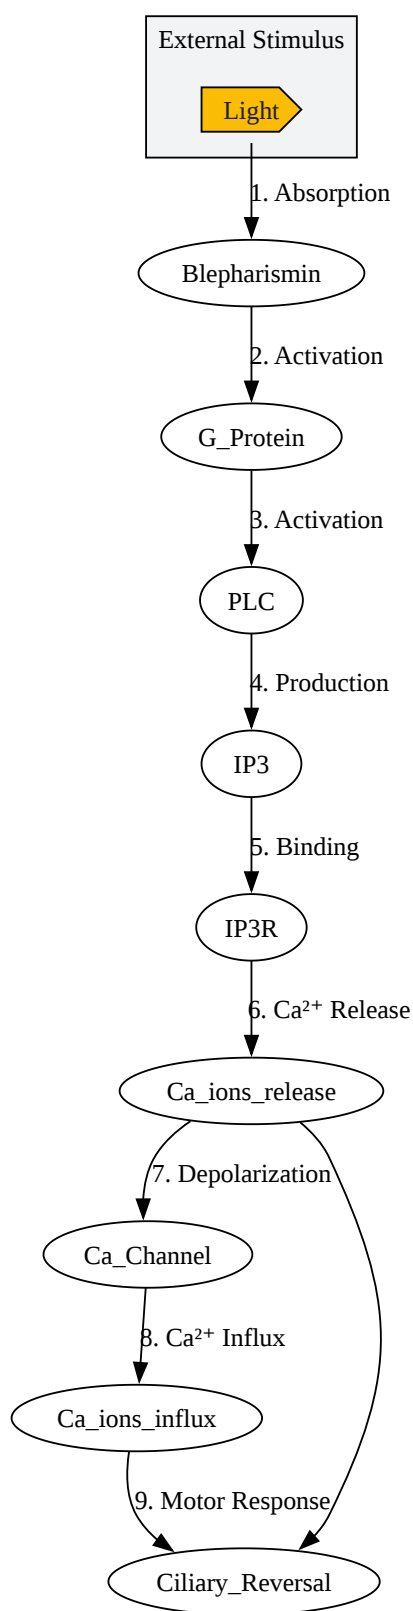 External Stimulus
Light
1. Absorption
Blepharismin
2. Activation
G_Protein
3. Activation
PLC
4. Production
IP3
5. Binding
IP3R
6. Ca²⁺ Release
Ca_ions_release
7. Depolarization
Ca_Channel
8. Ca²⁺ Influx
Ca_ions_influx
9. Motor Response
Ciliary_Reversal